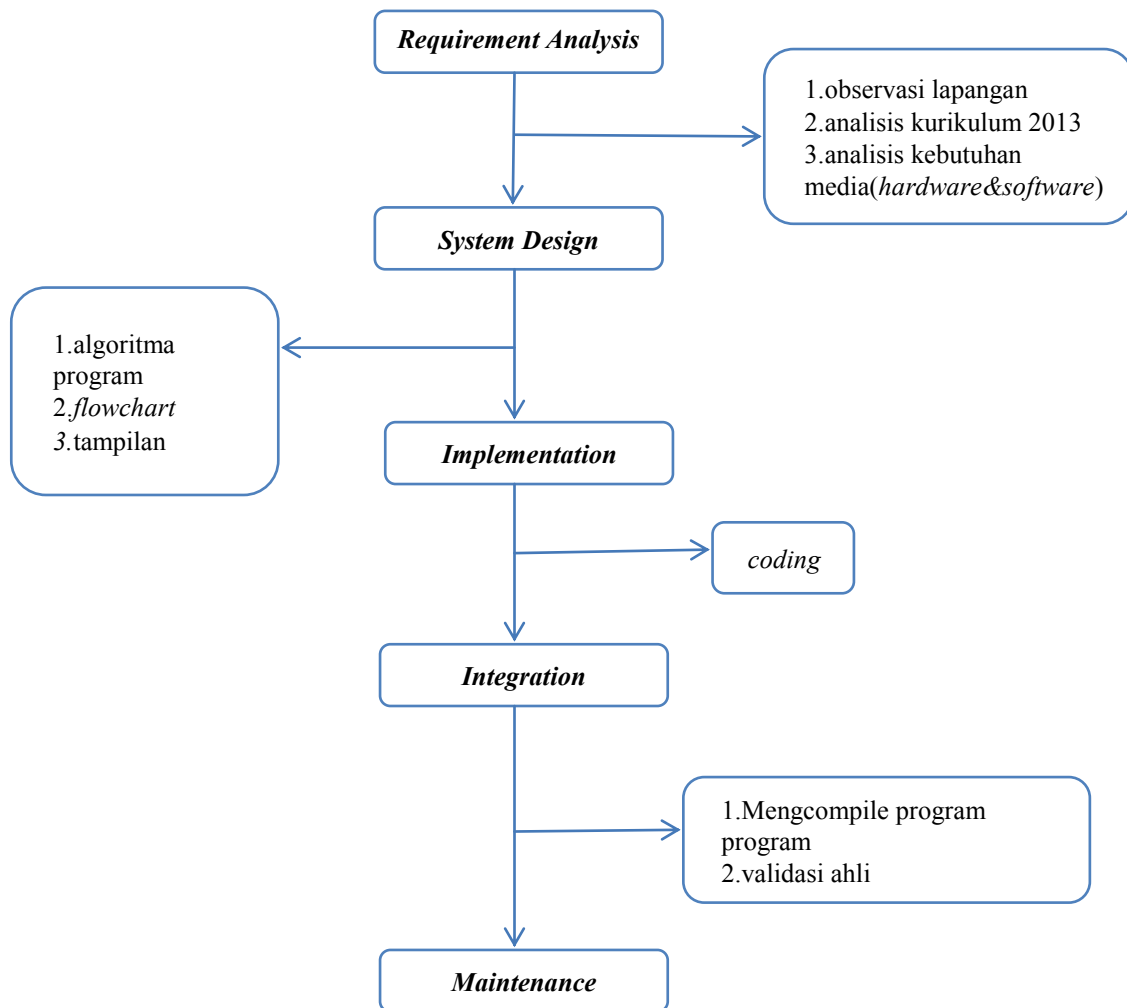 Requirement Analysis
1.observasi lapangan
2.analisis kurikulum 2013
3.analisis kebutuhan
media(hardware&software)
System Design
1.algoritma
program
2.flowchart
3.tampilan
Implementation
coding
Integration
1.Mengcompile program
program
2.validasi ahli
Maintenance